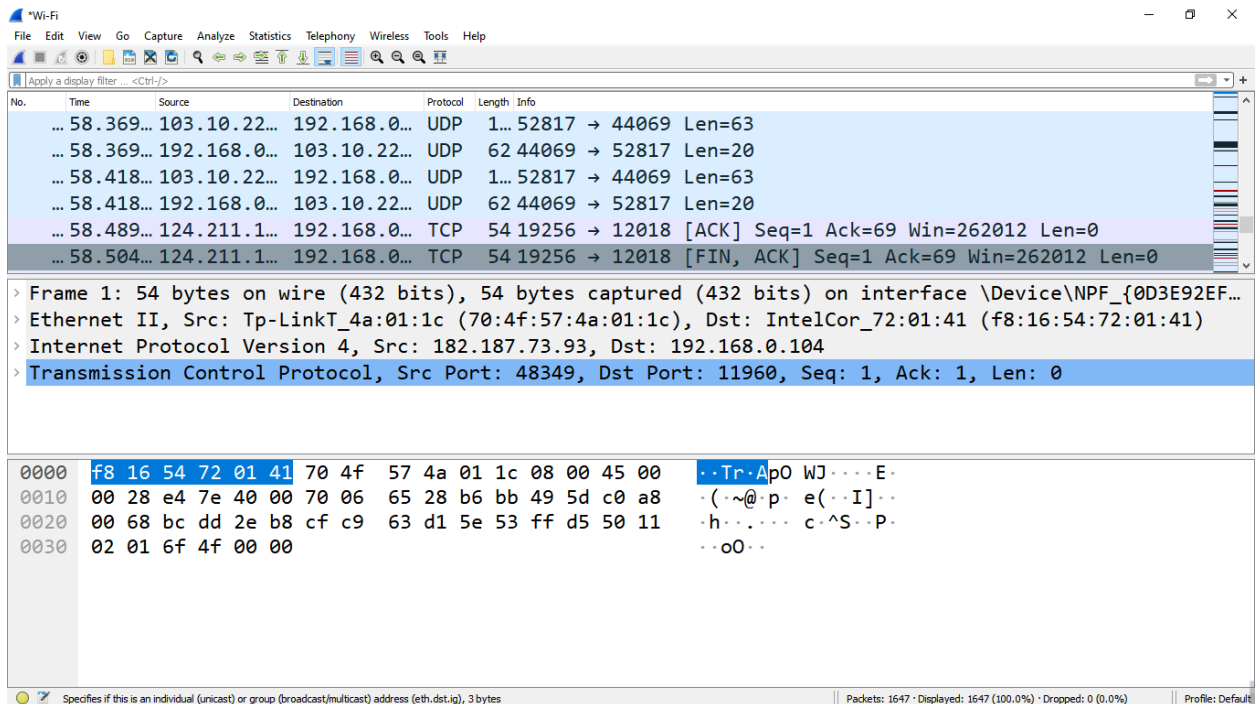 *Wi-Fi
File Edit View Go Capture Analyze Statistics Telephony Wireless Tools Help
Apply a display filter ... <Ctrl-/>
No. Time Source Destination Protocol Length Info
... 58.369... 103.10.22... 192.168.0... UDP 1... 52817 → 44069 Len=63
... 58.369... 192.168.0... 103.10.22... UDP 62 44069 → 52817 Len=20
... 58.418... 103.10.22... 192.168.0... UDP 1... 52817 → 44069 Len=63
... 58.418... 192.168.0... 103.10.22... UDP 62 44069 → 52817 Len=20
... 58.489... 124.211.1... 192.168.0... TCP 54 19256 → 12018 [ACK] Seq=1 Ack=69 Win=262012 Len=0
... 58.504... 124.211.1... 192.168.0... TCP 54 19256 → 12018 [FIN, ACK] Seq=1 Ack=69 Win=262012 Len=0
Frame 1: 54 bytes on wire (432 bits), 54 bytes captured (432 bits) on interface \Device\NPF_{0D3E92EF...
Ethernet II, Src: Tp-LinkT_4a:01:1c (70:4f:57:4a:01:1c), Dst: IntelCor_72:01:41 (f8:16:54:72:01:41)
Internet Protocol Version 4, Src: 182.187.73.93, Dst: 192.168.0.104
Transmission Control Protocol, Src Port: 48349, Dst Port: 11960, Seq: 1, Ack: 1, Len: 0
0000 f8 16 54 72 01 41 70 4f 57 4a 01 1c 08 00 45 00 ··Tr·ApO WJ····E·
0010 00 28 e4 7e 40 00 70 06 65 28 b6 bb 49 5d c0 a8 ·(·~@·p· e(··I]··
0020 00 68 bc dd 2e b8 cf c9 63 d1 5e 53 ff d5 50 11 ·h··.··· c·^S··P·
0030 02 01 6f 4f 00 00 ··oO··
Specifies if this is an individual (unicast) or group (broadcast/multicast) address (eth.dst.ig), 3 bytes Packets: 1647 · Displayed: 1647 (100.0%) · Dropped: 0 (0.0%) Profile: Default